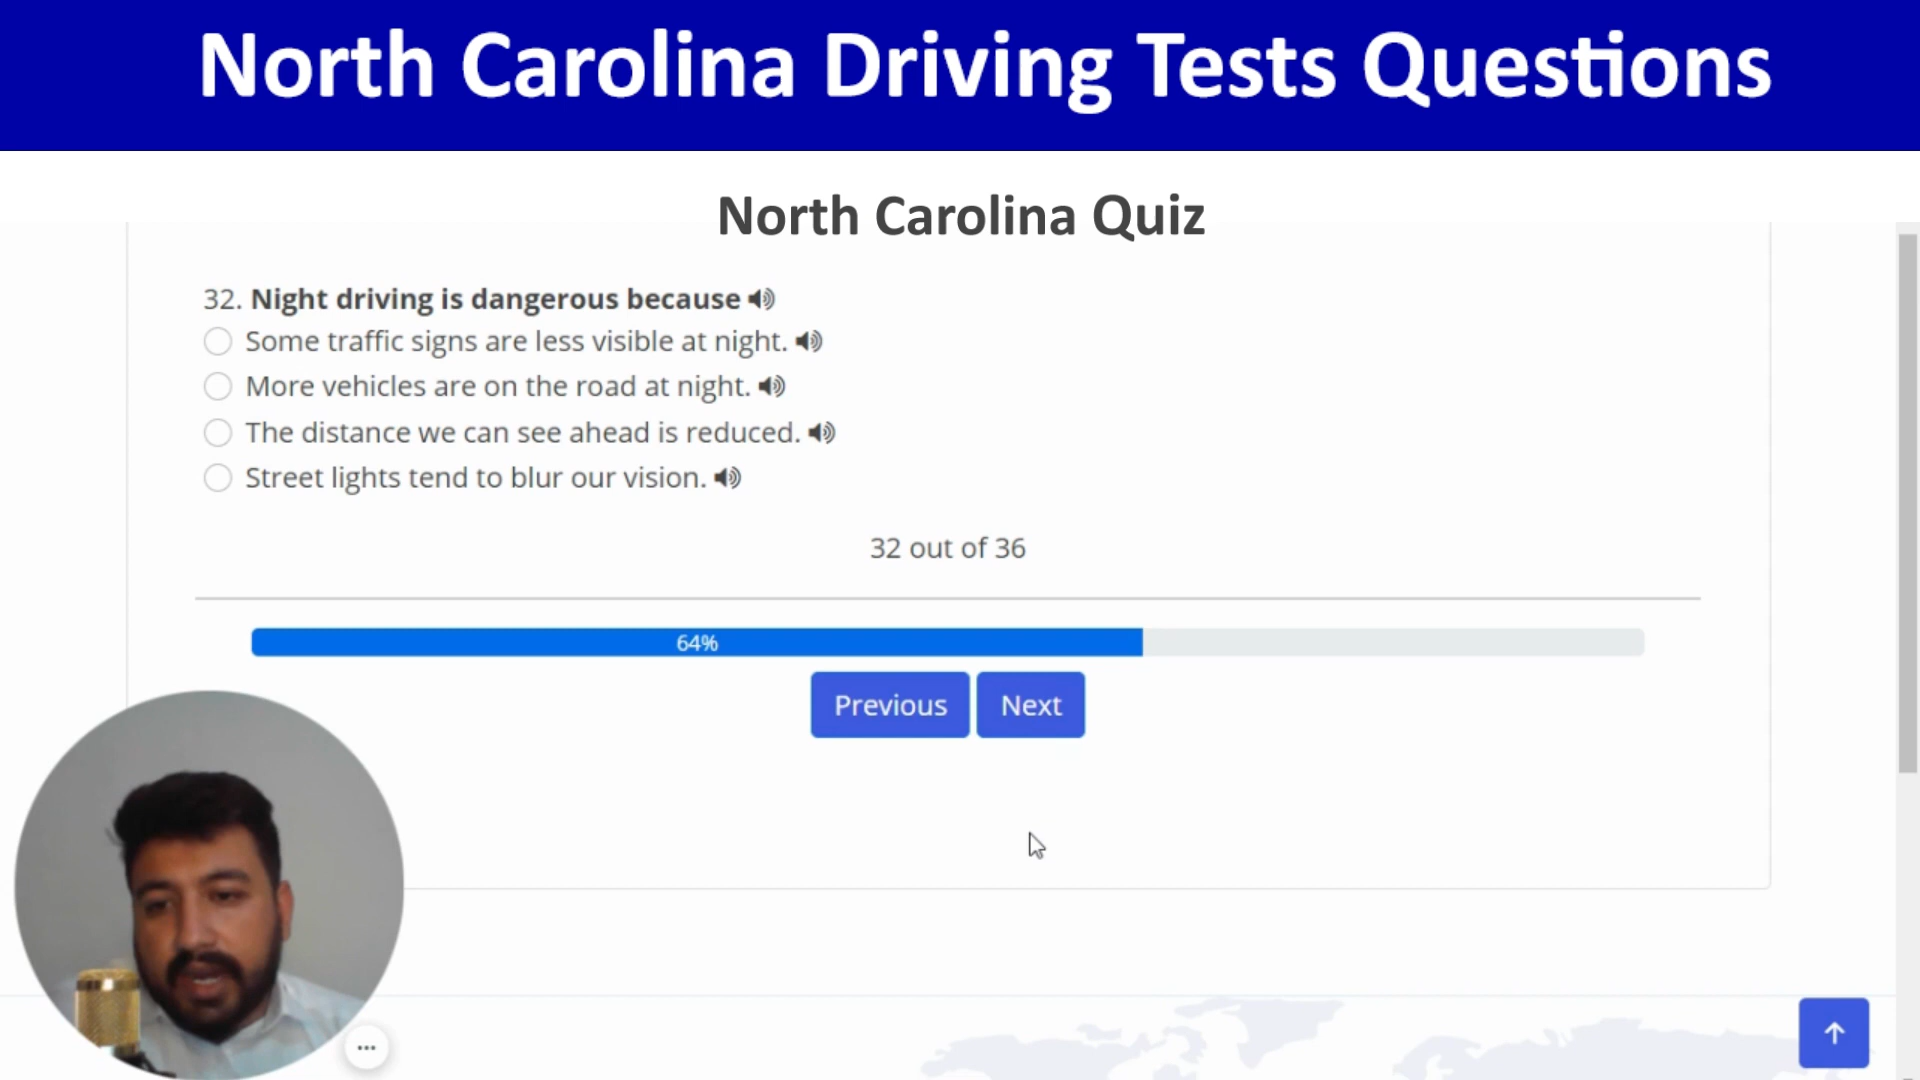 North Carolina Driving Tests Questions
North Carolina Quiz
32. Night driving is dangerous because
Some traffic signs are less visible at night.
More vehicles are on the road at night.
The distance we can see ahead is reduced.
Street lights tend to blur our vision.
32 out of 36
64%
Previous Next